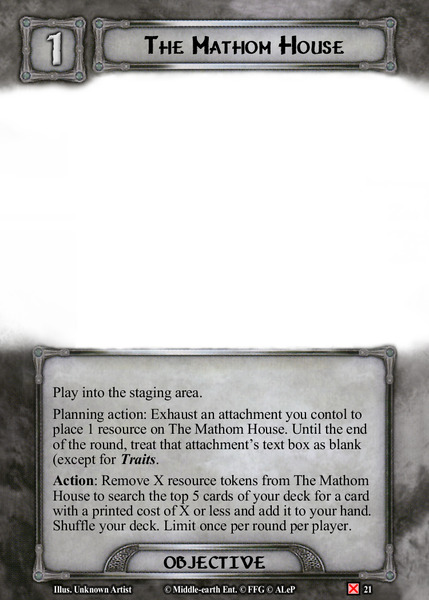 1
The Mathom House
Play into the staging area.
Planning action: Exhaust an attachment you contol to
place 1 resource on The Mathom House. Until the end
of the round, treat that attachment's text box as blank
(except for Traits.
Action: Remove X resource tokens from The Mathom
House to search the top 5 cards of your deck for a card
with a printed cost of X or less and add it to your hand.
Shuffle your deck. Limit once per round per player.
OBJECTIVE
Illus. Unknown Artist © Middle-earth Ent. © FFG © ALeP 21